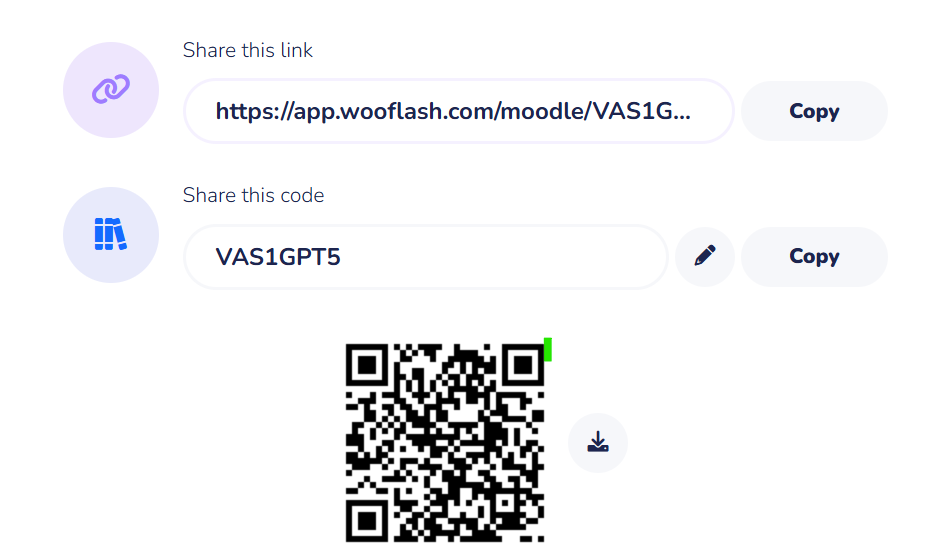 Share this link
https://app.wooflash.com/moodle/VAS1G...
Copy
Share this code
VAS1GPT5
Copy